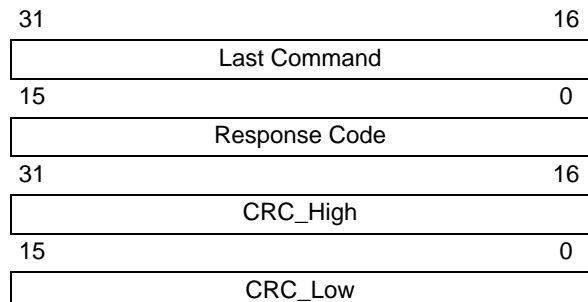 31 16
Last Command
15 0
Response Code
31 16
CRC_High
15 0
CRC_Low